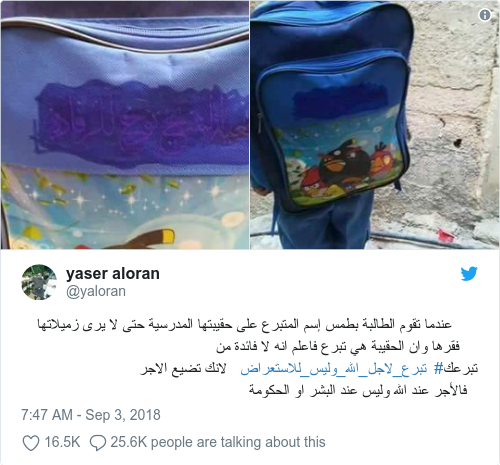 yaser aloran
@yaloran
عندما تقوم الطالبة بطمس إسم المتبرع على حقيبتها المدرسية حتى لا يرى زميلاتها
فقرها وان الحقيبة هي تبرع فاعلم انه لا فائدة من
تبرعك# تبرع_لاجل_الله_وليس_للاستعراض لانك تضيع الاجر
فالأجر عند الله وليس عند البشر او الحكومة
7:47 AM - Sep 3, 2018
16.5K 25.6K people are talking about this